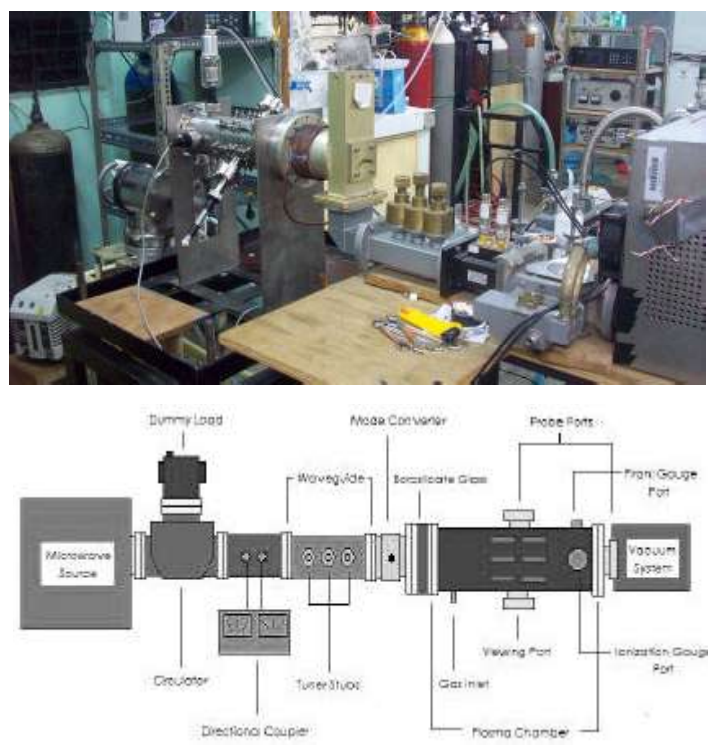 Dummy Load
Mode Converter
Probe Ports
Waveguide
Borosilicate Glass
Pirani Gauge
Port
Microwave
Source
Vacuum
System
Circulator
Directional Coupler
Tuner Stubs
Gas Inlet
Viewing Port
Ionization Gauge
Port
Plasma Chamber